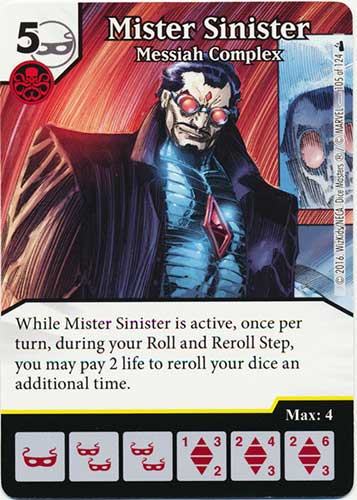 5
Mister Sinister
Messiah Complex
105 of 124
© MARVEL
© 2016 WizKids/NECA. Dice Masters ®/
While Mister Sinister is active, once per
turn, during your Roll and Reroll Step,
you may pay 2 life to reroll your dice an
additional time.
Max: 4
1 3 2
2 4 3
2 6 3